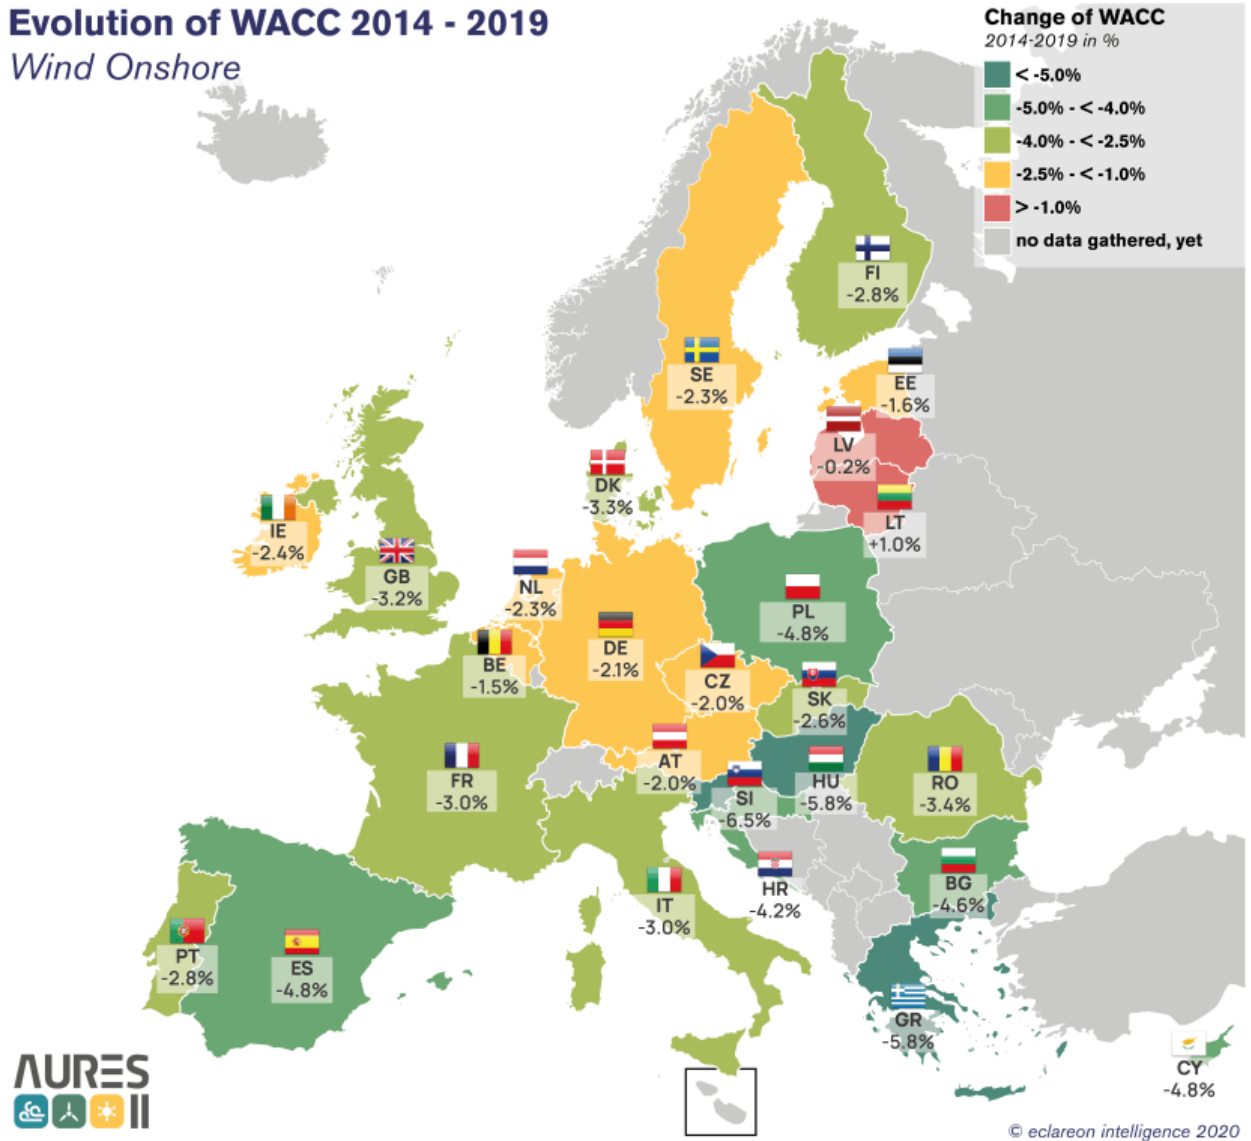 Evolution of WACC 2014 - 2019
Wind Onshore
Change of WACC
2014-2019 in %
< -5.0%
-5.0% - < -4.0%
-4.0% - < -2.5%
-2.5% - < -1.0%
> -1.0%
no data gathered, yet
FI
-2.8%
SE
-2.3%
EE
-1.6%
LV
-0.2%
DK
-3.3%
LT
+1.0%
IE
-2.4%
GB
-3.2%
NL
-2.3%
PL
-4.8%
DE
-2.1%
BE
-1.5%
CZ
-2.0%
SK
-2.6%
AT
-2.0%
FR
-3.0%
HU
-5.8%
RO
-3.4%
SI
-6.5%
HR
-4.2%
BG
-4.6%
IT
-3.0%
PT
-2.8%
ES
-4.8%
GR
-5.8%
CY
-4.8%
AURES
II
© eclareon intelligence 2020